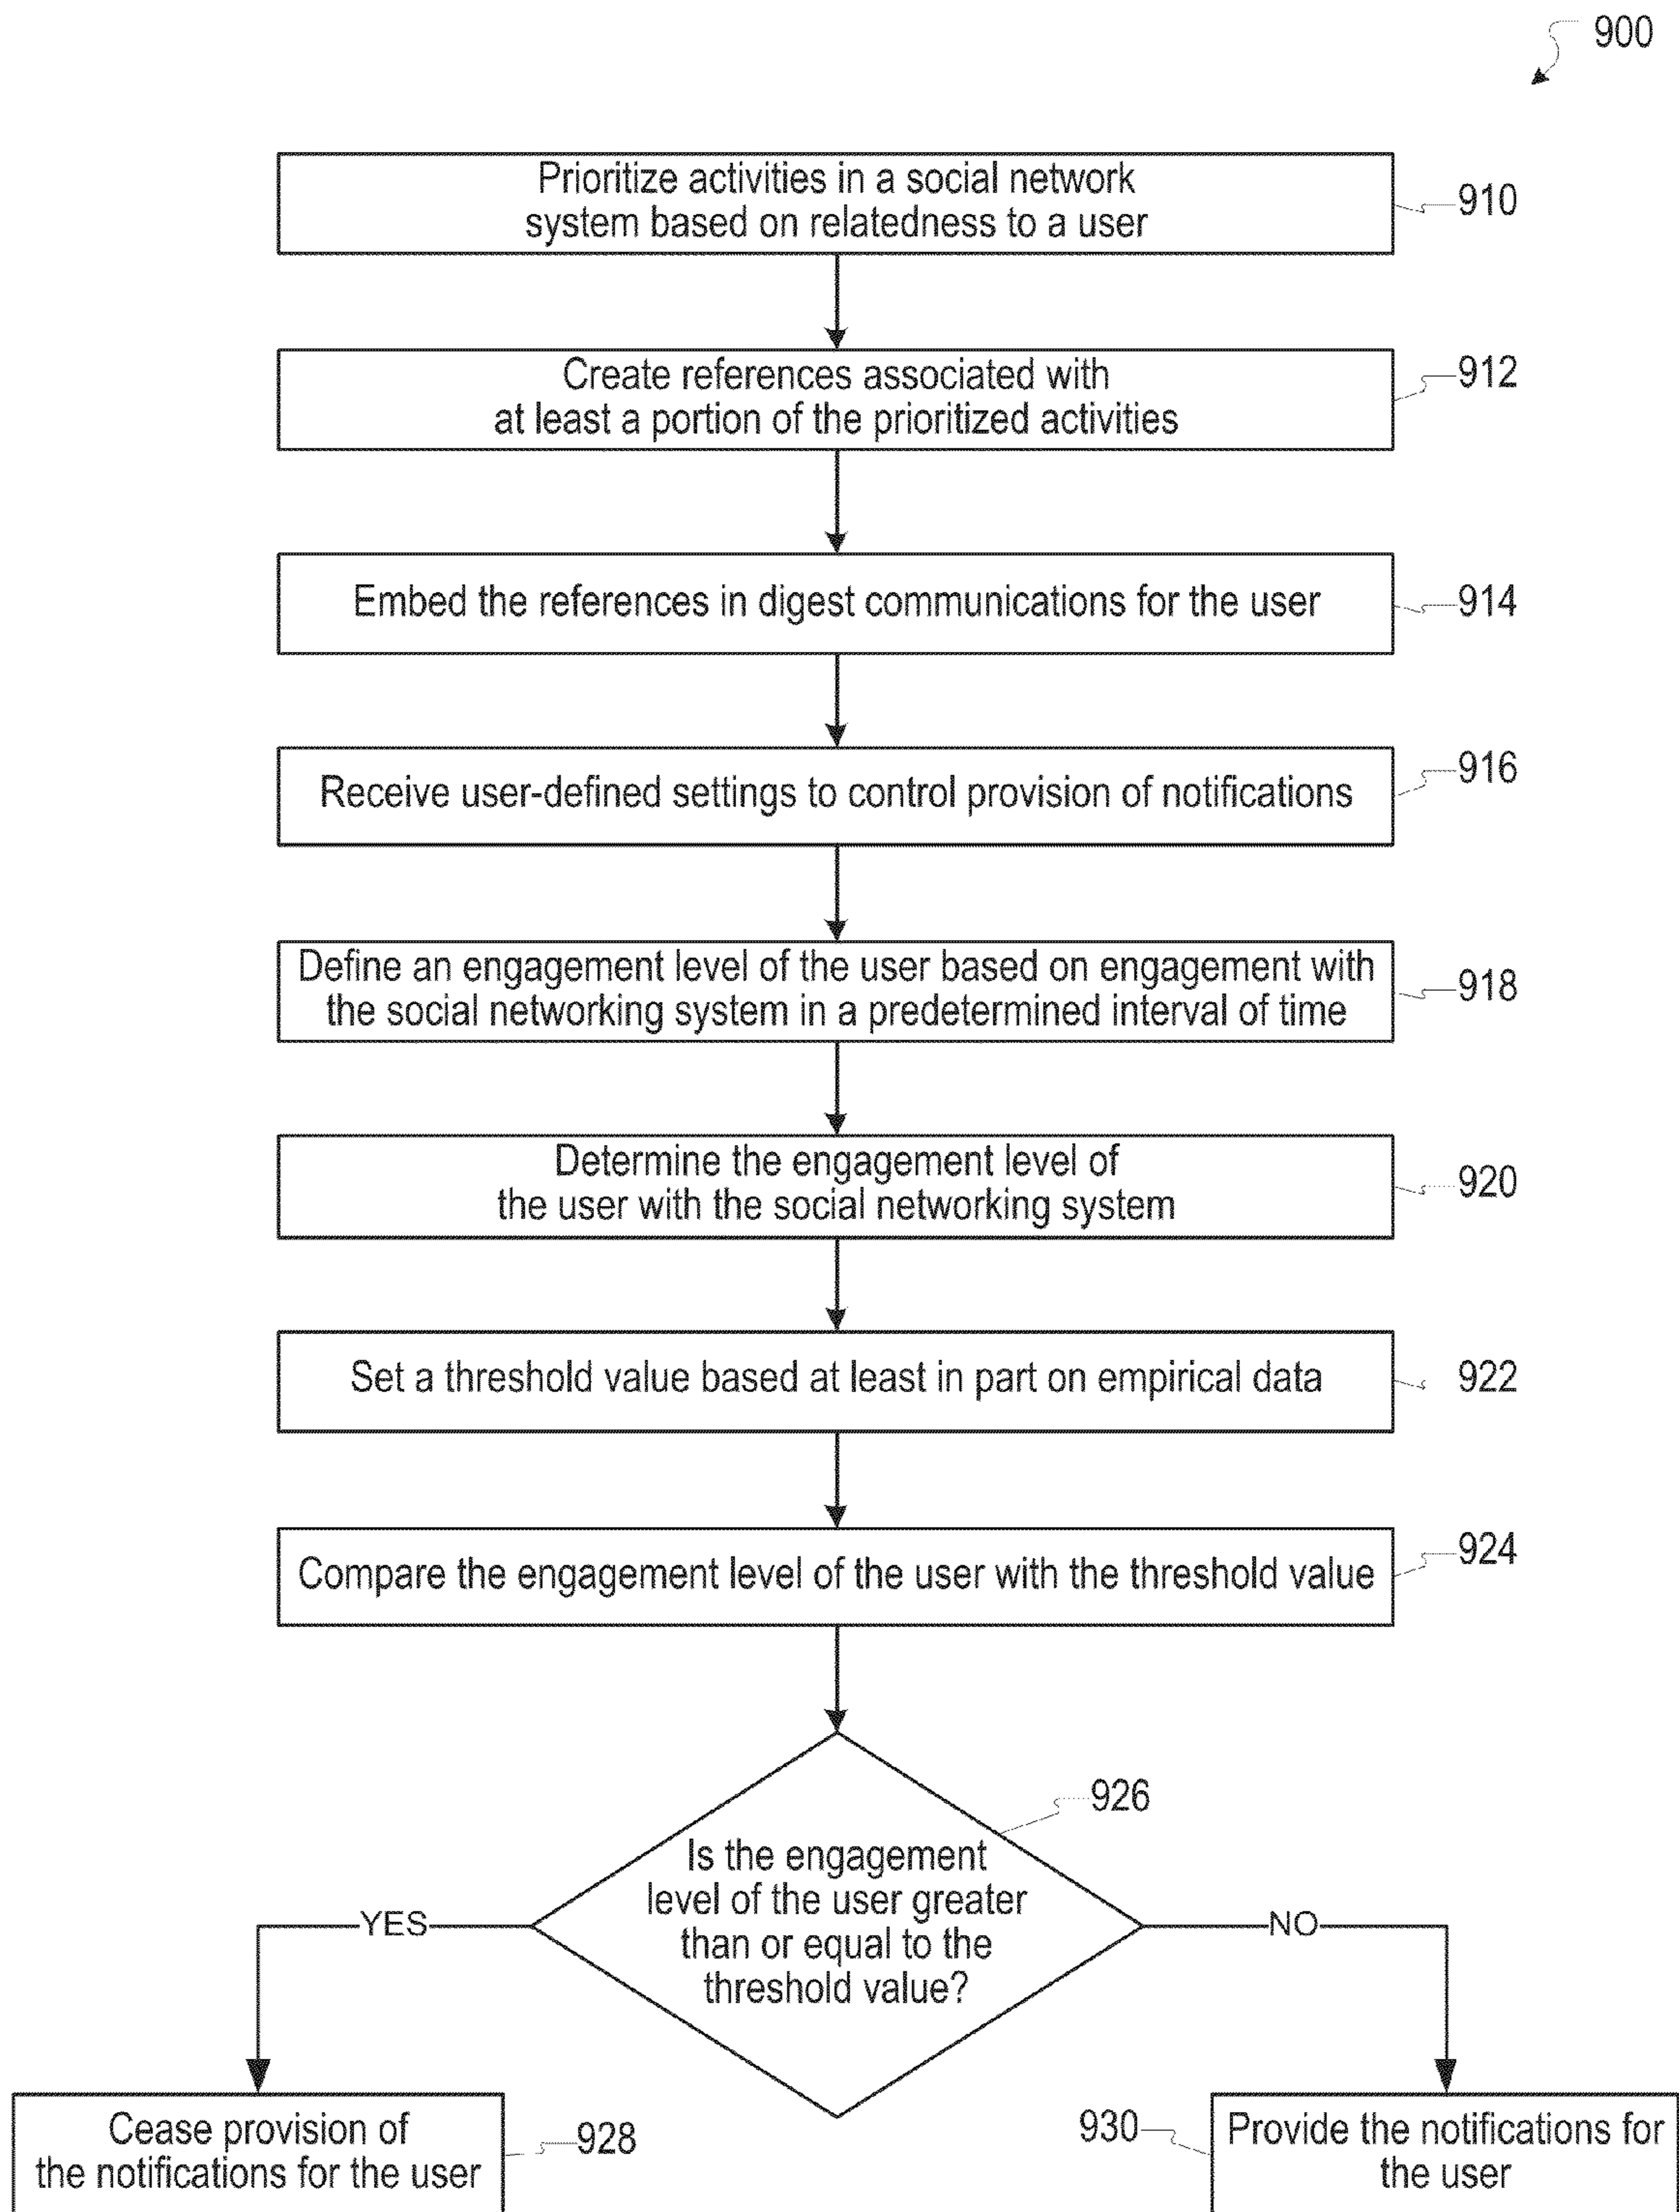 900
Prioritize activities in a social network
system based on relatedness to a user
910
Create references associated with
at least a portion of the prioritized activities
912
Embed the references in digest communications for the user
914
Receive user-defined settings to control provision of notifications
916
Define an engagement level of the user based on engagement with
the social networking system in a predetermined interval of time
918
Determine the engagement level of
the user with the social networking system
920
Set a threshold value based at least in part on empirical data
922
Compare the engagement level of the user with the threshold value
924
926
Is the engagement
level of the user greater
than or equal to the
threshold value?
YES
NO
Cease provision of
the notifications for the user
928
930
Provide the notifications for
the user